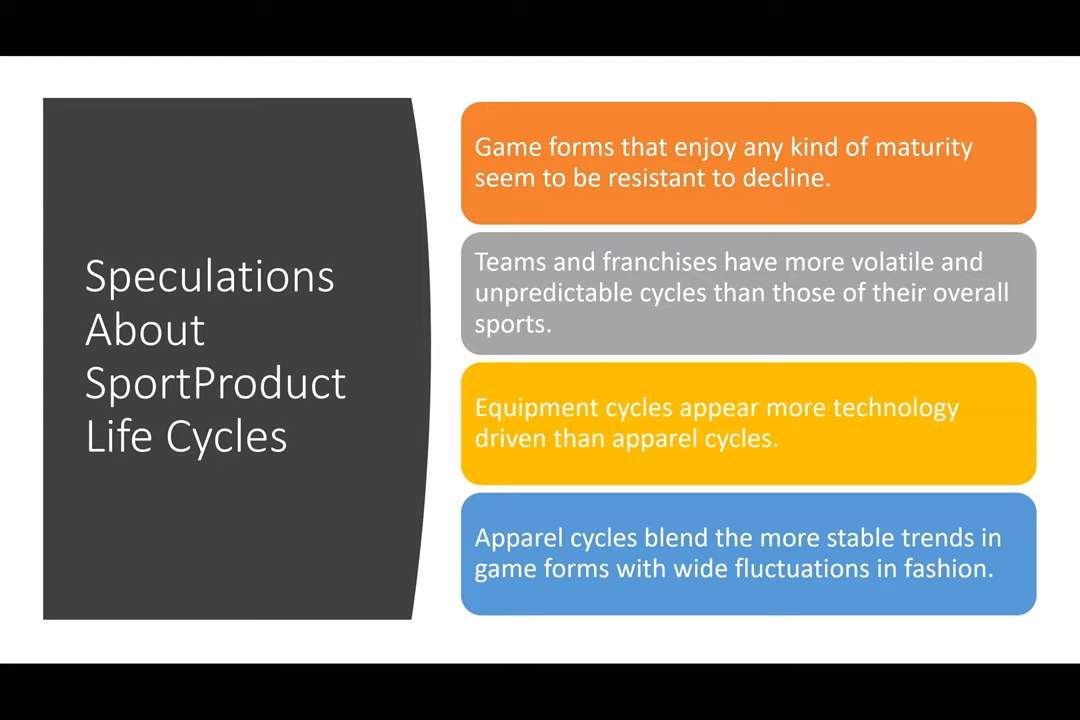 Speculations
About
SportProduct
Life Cycles
Game forms that enjoy any kind of maturity
seem to be resistant to decline.
Teams and franchises have more volatile and
unpredictable cycles than those of their overall
sports.
Equipment cycles appear more technology
driven than apparel cycles.
Apparel cycles blend the more stable trends in
game forms with wide fluctuations in fashion.